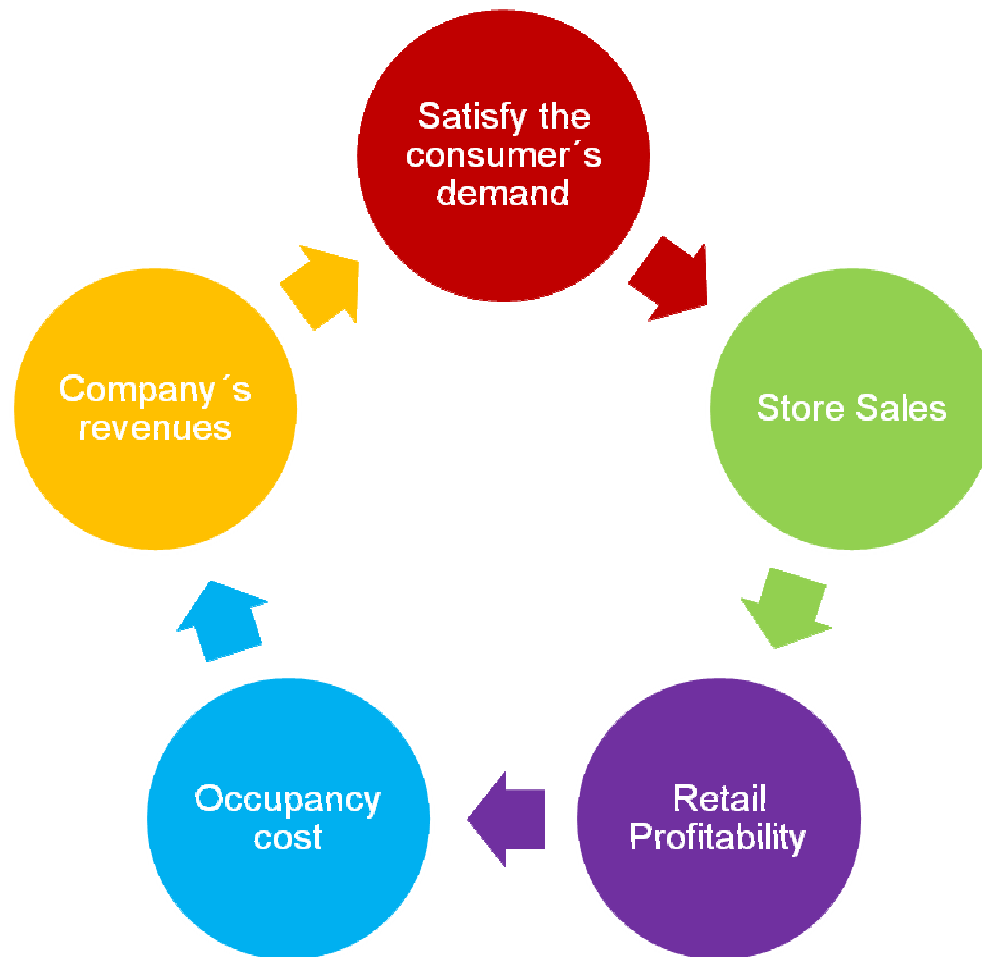 Satisfy the
consumer´s
demand
Store Sales
Retail
Profitability
Occupancy
cost
Company´s
revenues